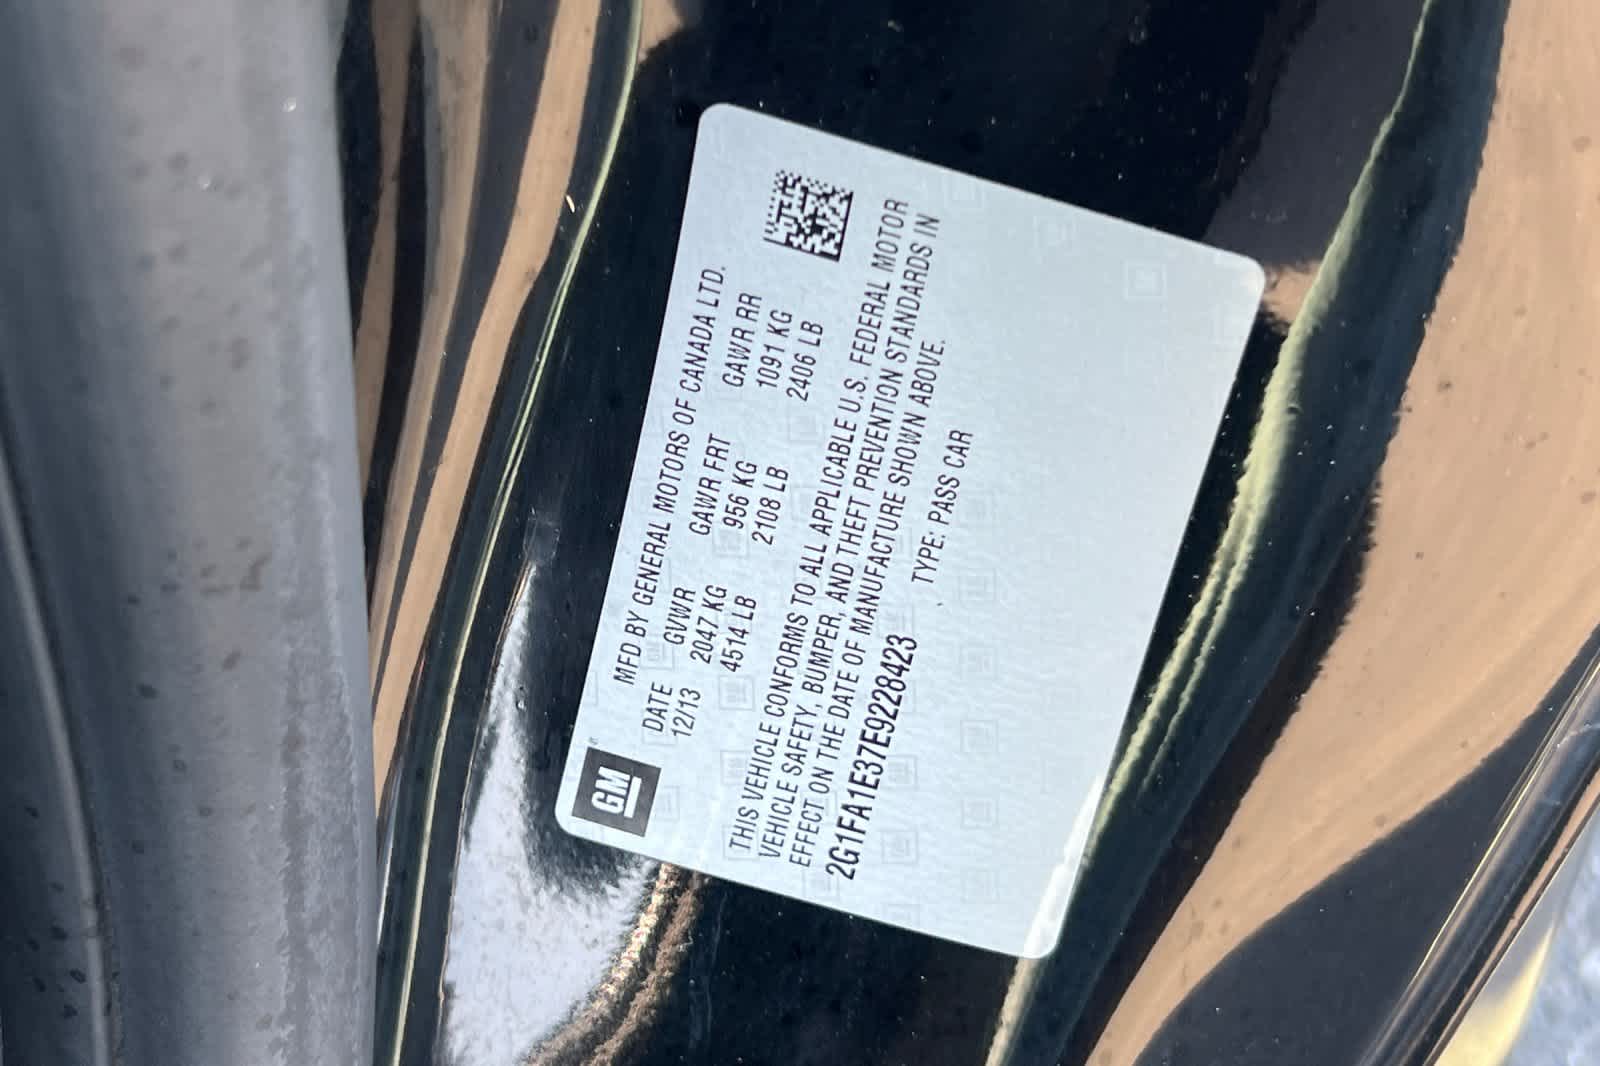 GM
MFD BY GENERAL MOTORS OF CANADA LTD.
DATE GVWR GAWR FRT GAWR RR
12/13 2047 KG 956 KG 1091 KG
4514 LB 2108 LB 2406 LB
THIS VEHICLE CONFORMS TO ALL APPLICABLE U.S. FEDERAL MOTOR
VEHICLE SAFETY, BUMPER, AND THEFT PREVENTION STANDARDS IN
EFFECT ON THE DATE OF MANUFACTURE SHOWN ABOVE.
2G1FA1E37E9228423 TYPE: PASS CAR